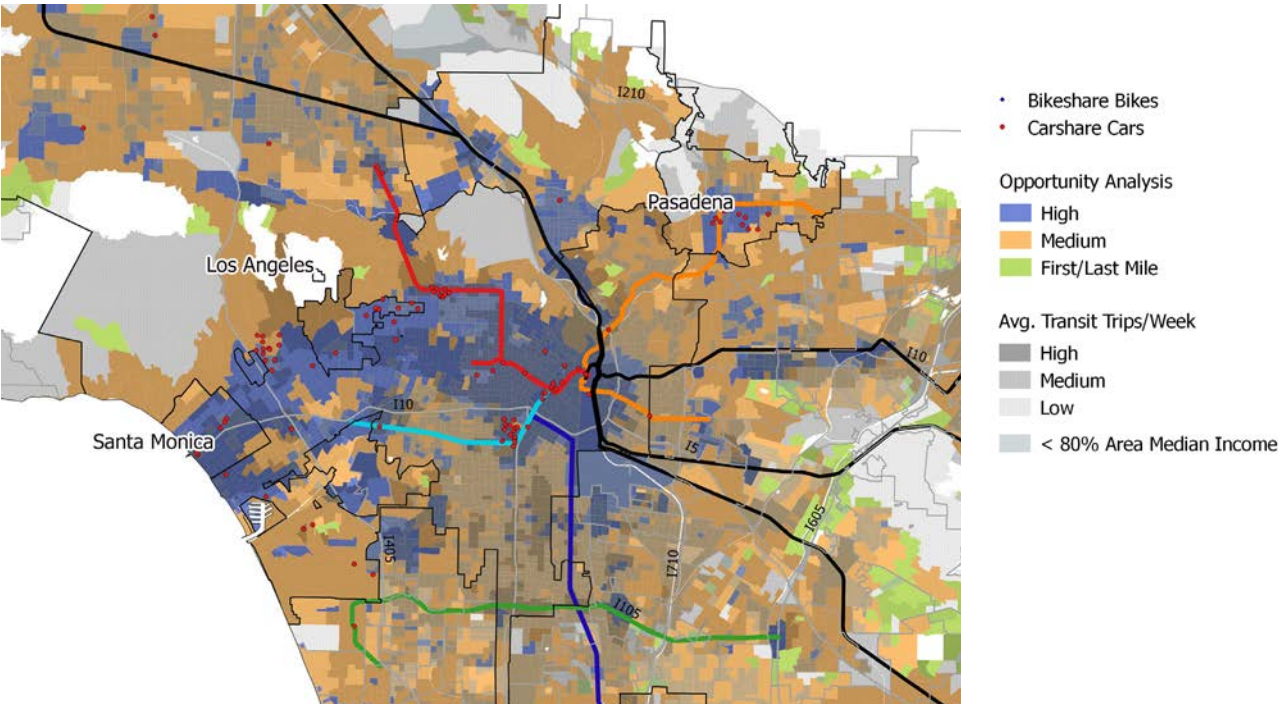 I210
Pasadena
Los Angeles
I10
I10
Santa Monica
I5
I605
I405
I710
I105
Bikeshare Bikes
Carshare Cars
Opportunity Analysis
High
Medium
First/Last Mile
Avg. Transit Trips/Week
High
Medium
Low
< 80% Area Median Income